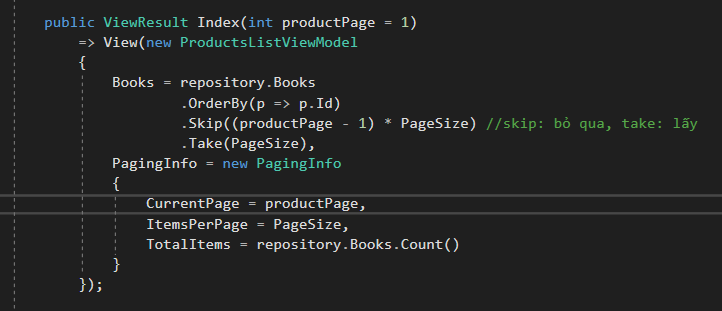 public ViewResult Index(int productPage = 1)
=> View(new ProductsListViewModel
{
Books = repository.Books
.OrderBy(p => p.Id)
.Skip((productPage - 1) * PageSize) //skip: bỏ qua, take: lấy
.Take(PageSize),
PagingInfo = new PagingInfo
{
CurrentPage = productPage,
ItemsPerPage = PageSize,
TotalItems = repository.Books.Count()
}
});